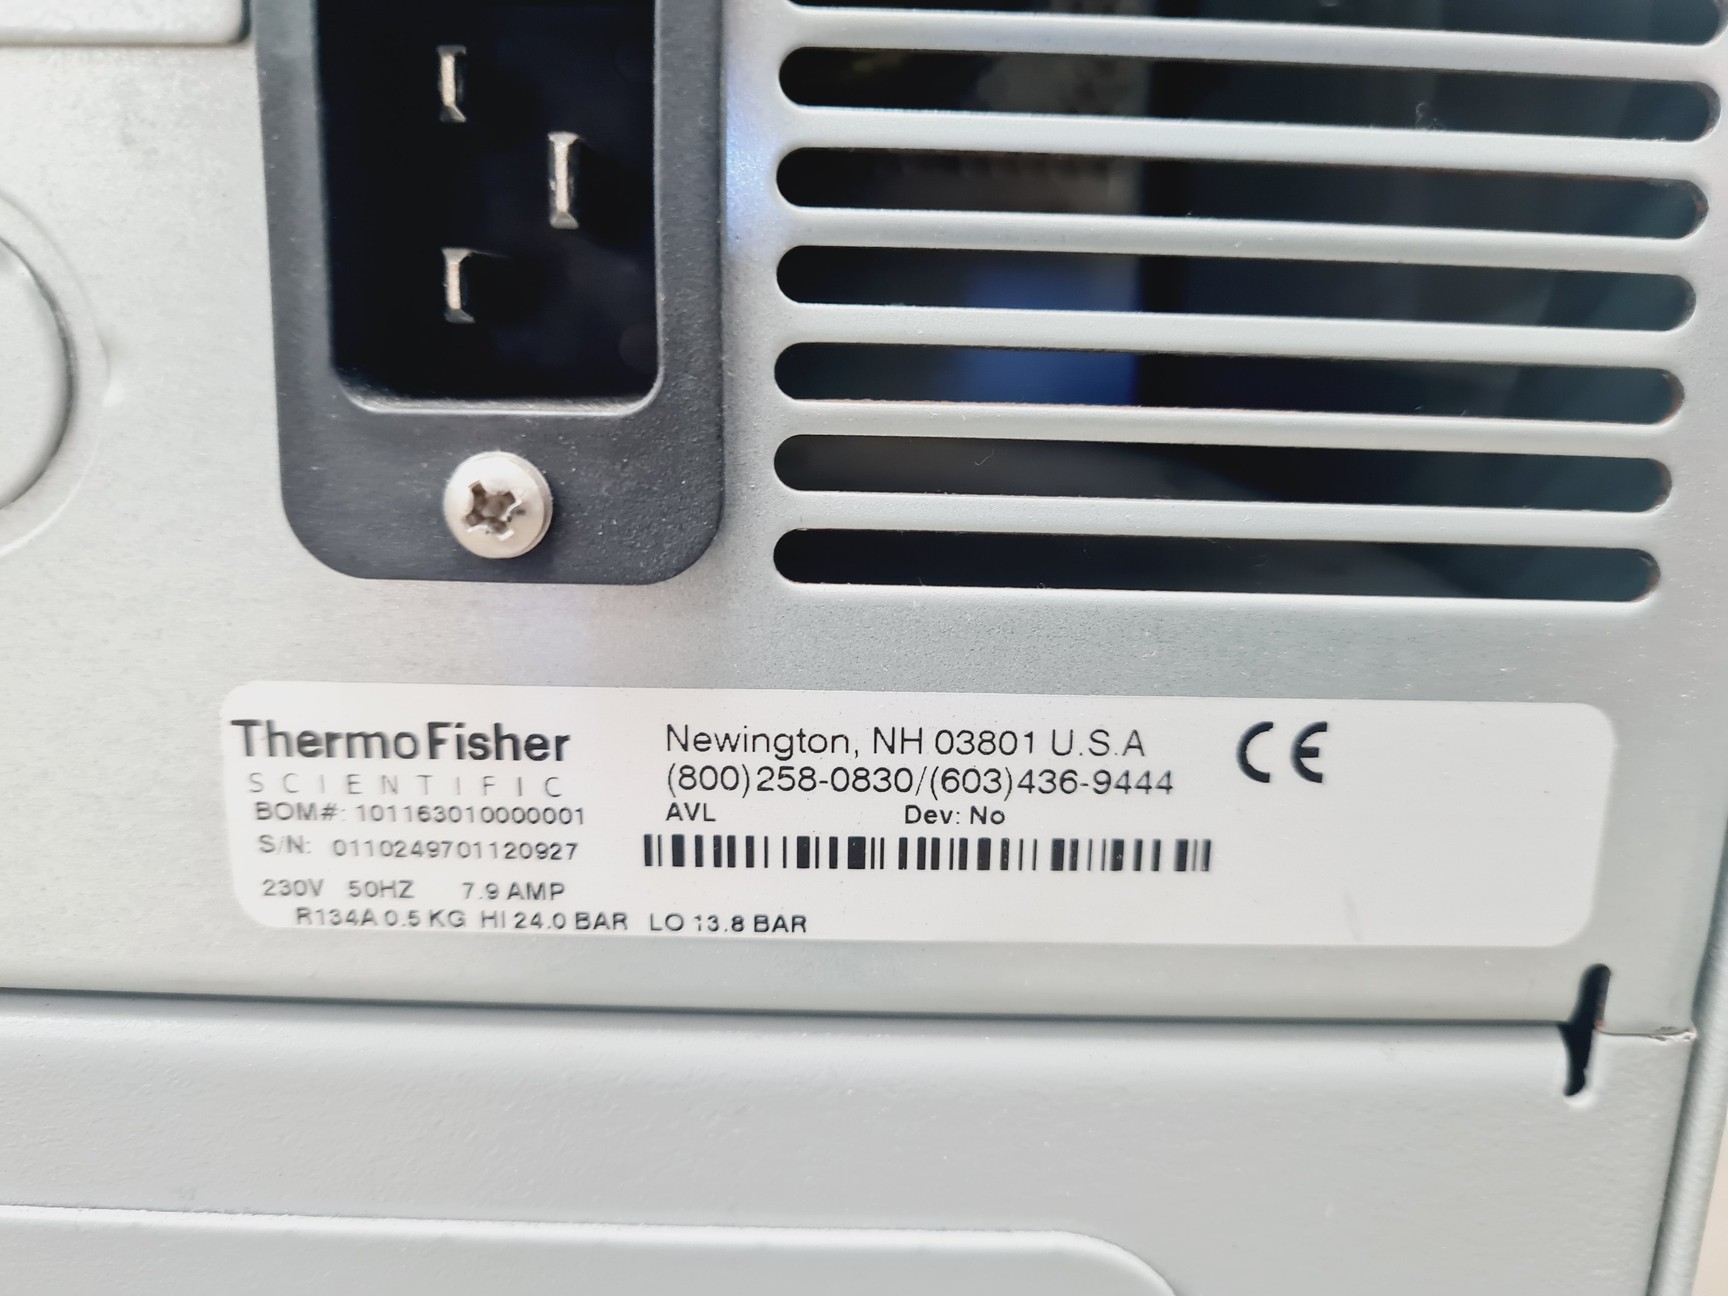 ThermoFisher
SCIENTIFIC
Newington, NH 03801 U.S.A
(800)258-0830/(603)436-9444
CE
BOM#: 101163010000001
AVL Dev: No
S/N: 0110249701120927
230V 50HZ 7.9 AMP
R134A 0.5 KG HI 24.0 BAR LO 13.8 BAR